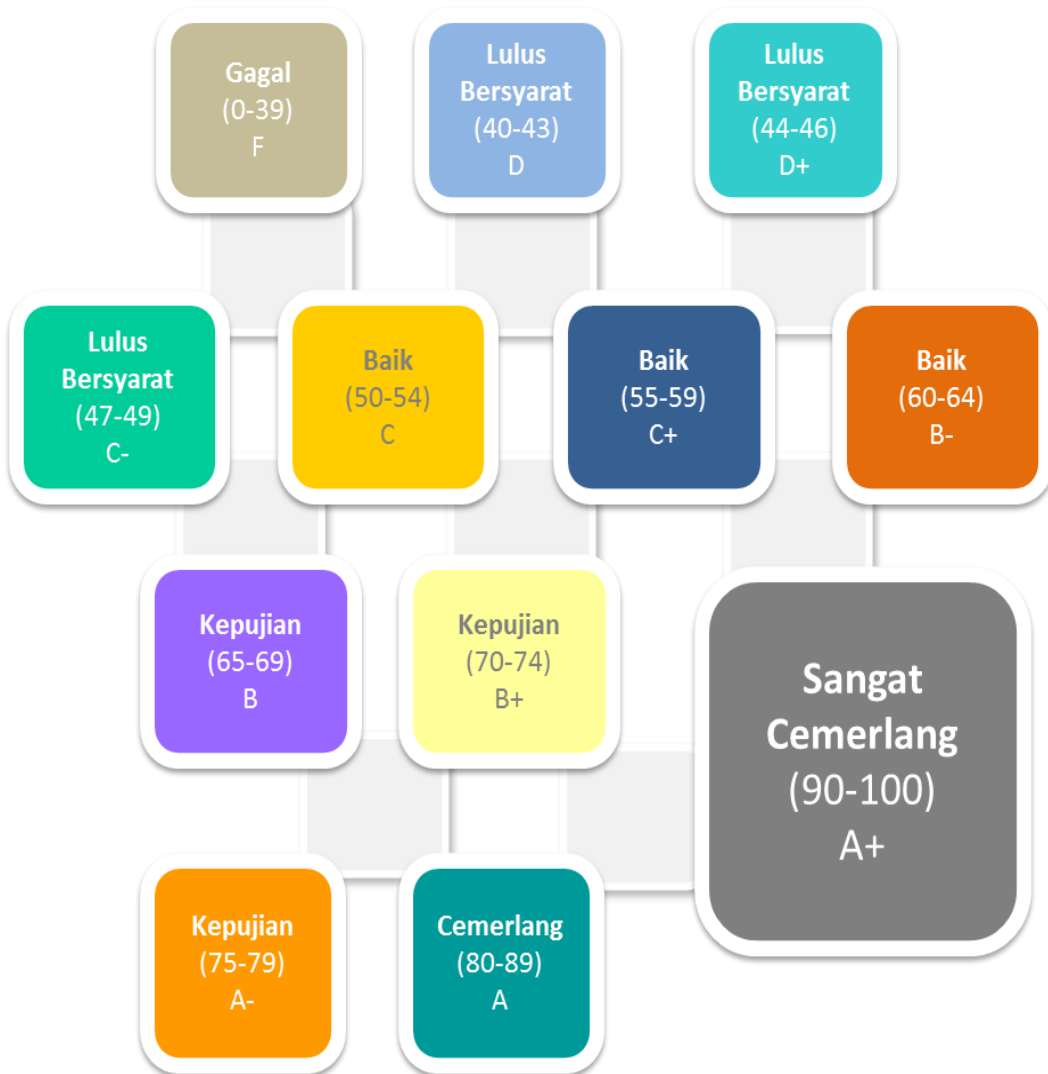 Gagal
(0-39)
F
Lulus
Bersyarat
(40-43)
D
Lulus
Bersyarat
(44-46)
D+
Lulus
Bersyarat
(47-49)
C-
Baik
(50-54)
C
Baik
(55-59)
C+
Baik
(60-64)
B-
Kepujian
(65-69)
B
Kepujian
(70-74)
B+
Sangat
Cemerlang
(90-100)
A+
Kepujian
(75-79)
A-
Cemerlang
(80-89)
A